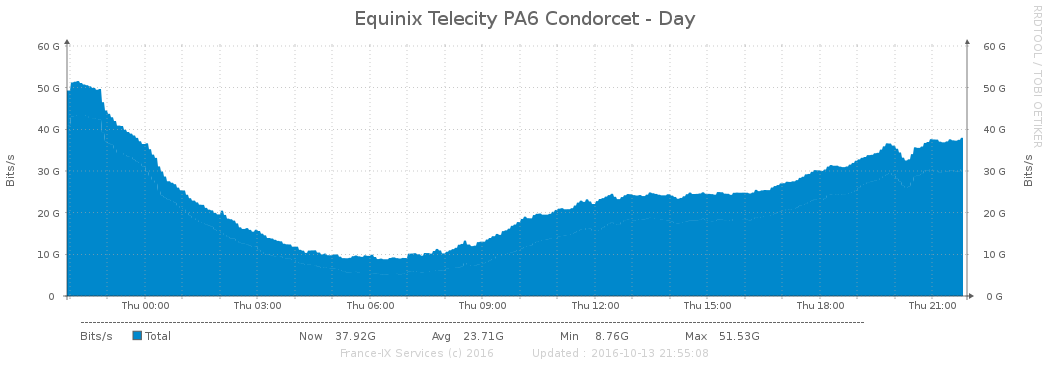 Equinix Telecity PA6 Condorcet - Day
RRDTOOL / TOBI OETIKER
Bits/s
60 G
50 G
40 G
30 G
20 G
10 G
0
60 G
50 G
40 G
30 G
20 G
10 G
0 G
Bits/s
Thu 00:00 Thu 03:00 Thu 06:00 Thu 09:00 Thu 12:00 Thu 15:00 Thu 18:00 Thu 21:00
Bits/s Total Now 37.92G Avg 23.71G Min 8.76G Max 51.53G
France-IX Services (c) 2016 Updated : 2016-10-13 21:55:08